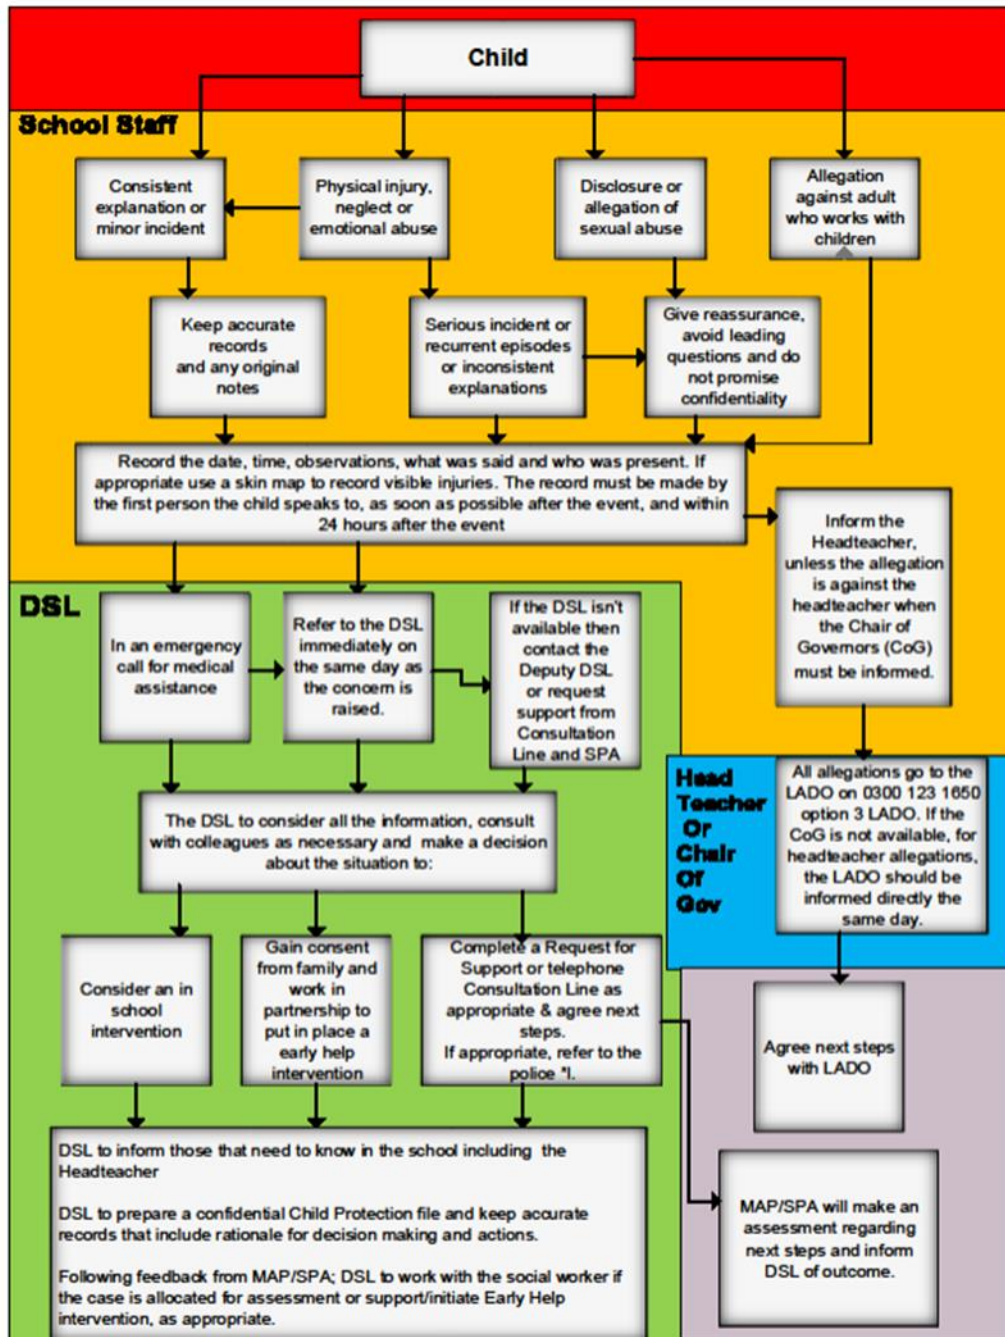 Child
School Staff
Consistent
explanation or
minor incident
Physical injury,
neglect or
emotional abuse
Disclosure or
allegation of
sexual abuse
Allegation
against adult
who works with
children
Keep accurate
records
and any original
notes
Serious incident or
recurrent episodes
or inconsistent
explanations
Give reassurance,
avoid leading
questions and do
not promise
confidentiality
Record the date, time, observations, what was said and who was present. If
appropriate use a skin map to record visible injuries. The record must be made by
the first person the child speaks to, as soon as possible after the event, and within
24 hours after the event
Inform the
Headteacher,
unless the allegation
is against the
headteacher when
the Chair of
Governors (CoG)
must be informed.
DSL
In an emergency
call for medical
assistance
Refer to the DSL
immediately on
the same day as
the concern is
raised.
If the DSL isn't
available then
contact the
Deputy DSL
or request
support from
Consultation
Line and SPA
Head
Teacher
Or
Chair
Of
Gov
All allegations go to the
LADO on 0300 123 1650
option 3 LADO. If the
CoG is not available, for
headteacher allegations,
the LADO should be
informed directly the
same day.
The DSL to consider all the information, consult
with colleagues as necessary and make a decision
about the situation to:
Consider an in
school
intervention
Gain consent
from family and
work in
partnership to
put in place a
early help
intervention
Complete a Request for
Support or telephone
Consultation Line as
appropriate & agree next
steps.
If appropriate, refer to the
police *I.
Agree next steps
with LADO
DSL to inform those that need to know in the school including the
Headteacher
DSL to prepare a confidential Child Protection file and keep accurate
records that include rationale for decision making and actions.
Following feedback from MAP/SPA; DSL to work with the social worker if
the case is allocated for assessment or support/initiate Early Help
intervention, as appropriate.
MAP/SPA will make an
assessment regarding
next steps and inform
DSL of outcome.